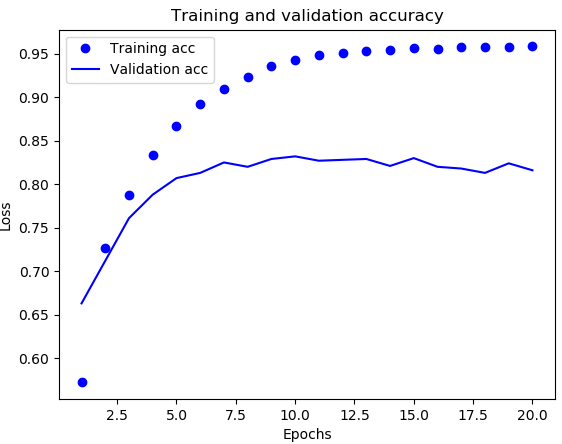 Training and validation accuracy
Training acc
Validation acc
0.95
0.90
0.85
0.80
0.75
0.70
0.65
0.60
Loss
2.5 5.0 7.5 10.0 12.5 15.0 17.5 20.0
Epochs